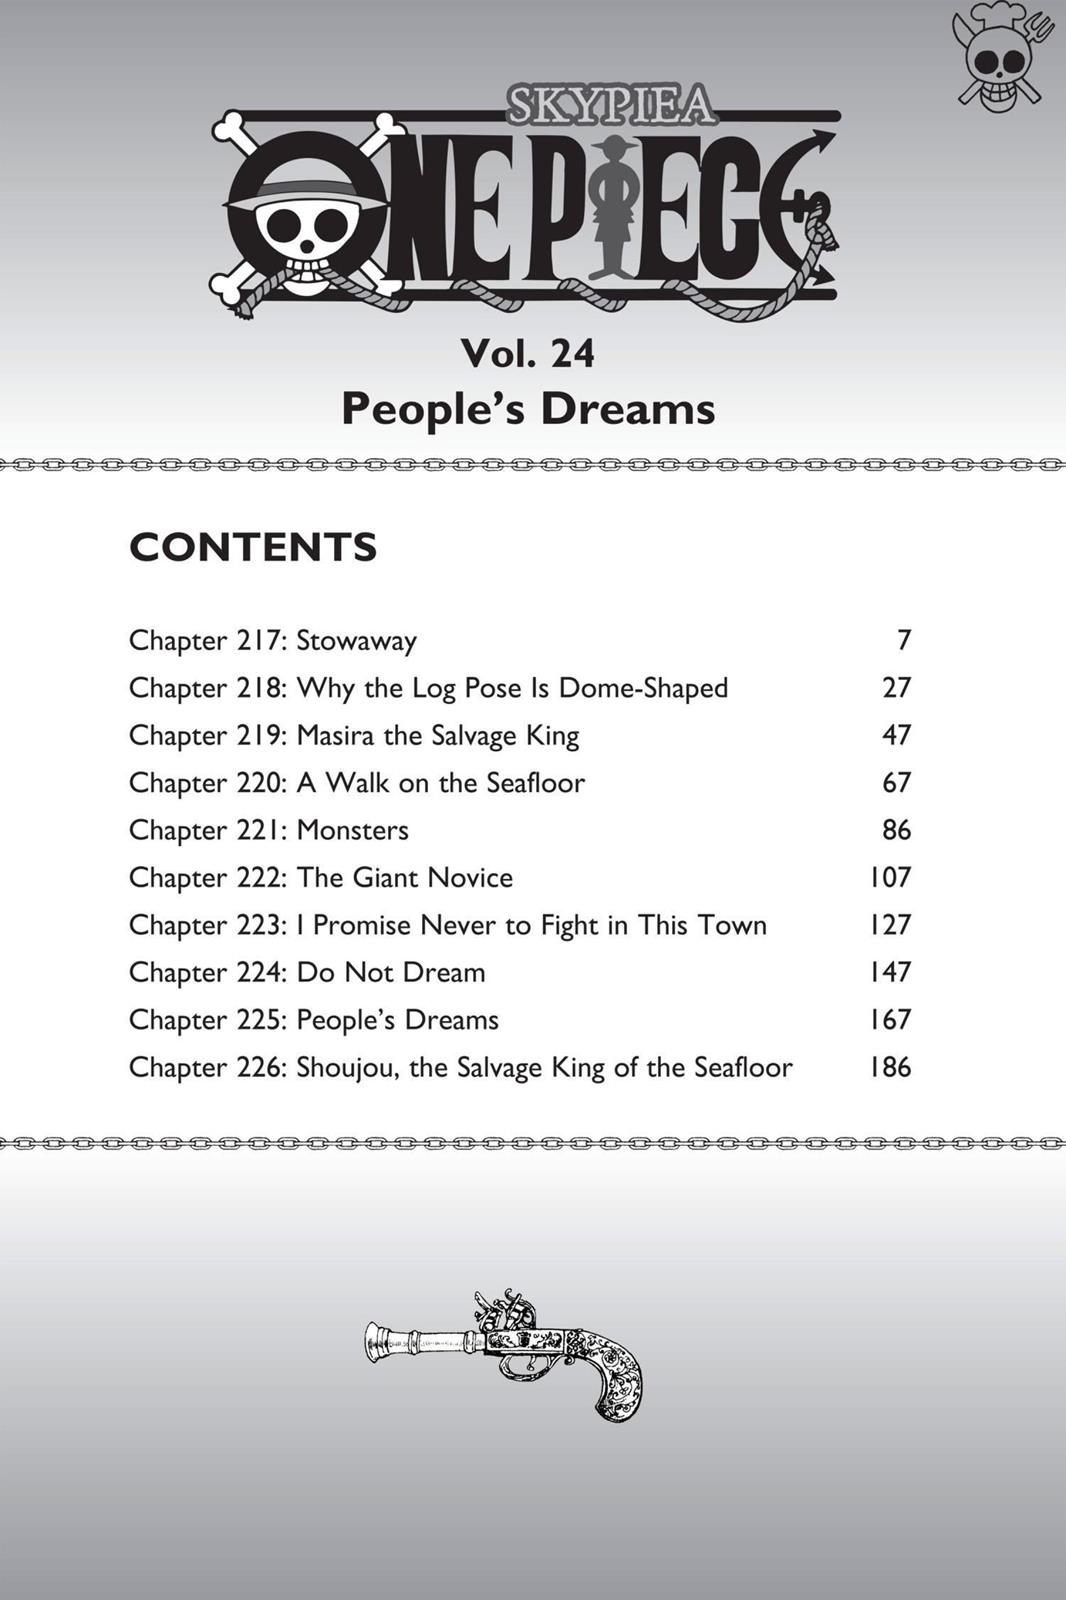 SKYPIEA
ONE PIECE
Vol. 24
People's Dreams
CONTENTS
Chapter 217: Stowaway 7
Chapter 218: Why the Log Pose Is Dome-Shaped 27
Chapter 219: Masira the Salvage King 47
Chapter 220: A Walk on the Seafloor 67
Chapter 221: Monsters 86
Chapter 222: The Giant Novice 107
Chapter 223: I Promise Never to Fight in This Town 127
Chapter 224: Do Not Dream 147
Chapter 225: People's Dreams 167
Chapter 226: Shoujou, the Salvage King of the Seafloor 186